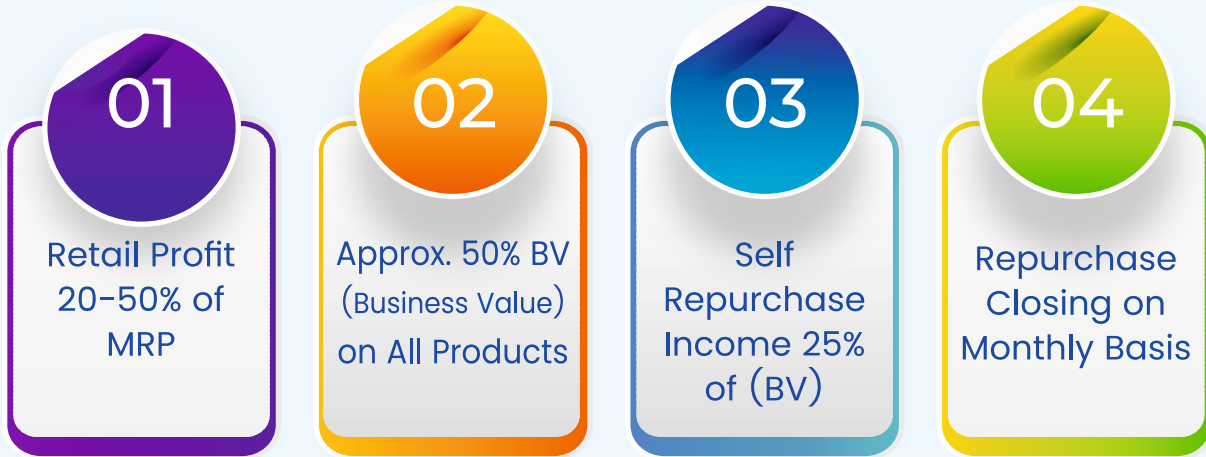 01
Retail Profit
20-50% of
MRP
02
Approx. 50% BV
(Business Value)
on All Products
03
Self
Repurchase
Income 25%
of (BV)
04
Repurchase
Closing on
Monthly Basis